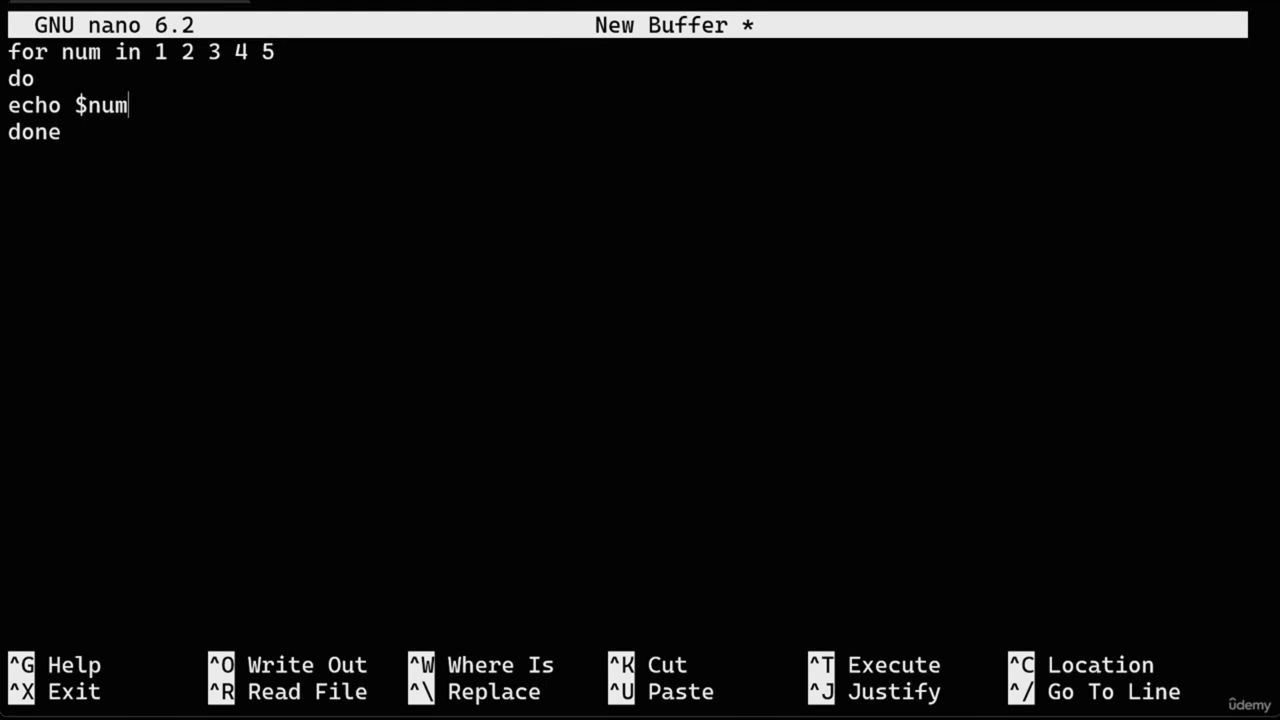 GNU nano 6.2 New Buffer *
for num in 1 2 3 4 5
do
echo $num
done
^G Help ^O Write Out ^W Where Is ^K Cut ^T Execute ^C Location
^X Exit ^R Read File ^\ Replace ^U Paste ^J Justify ^/ Go To Line
ûdemy